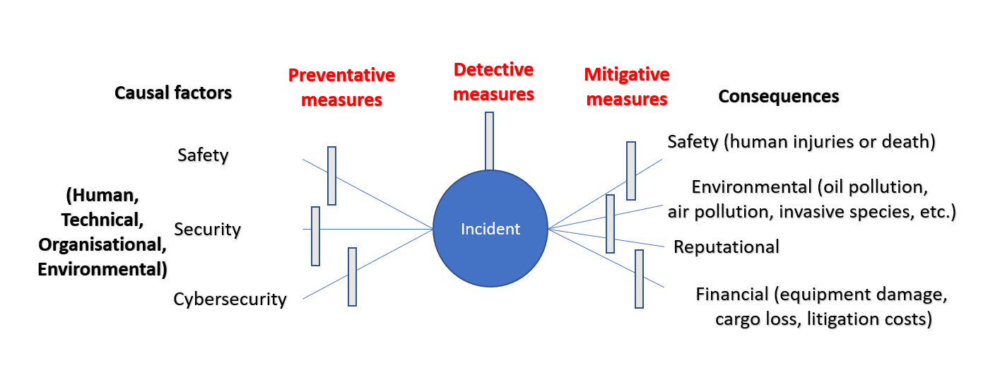 Causal factors
Preventative
measures
Detective
measures
Mitigative
measures
Consequences
Safety
(Human,
Technical,
Organisational,
Environmental)
Security
Cybersecurity
Incident
Safety (human injuries or death)
Environmental (oil pollution,
air pollution, invasive species, etc.)
Reputational
Financial (equipment damage,
cargo loss, litigation costs)